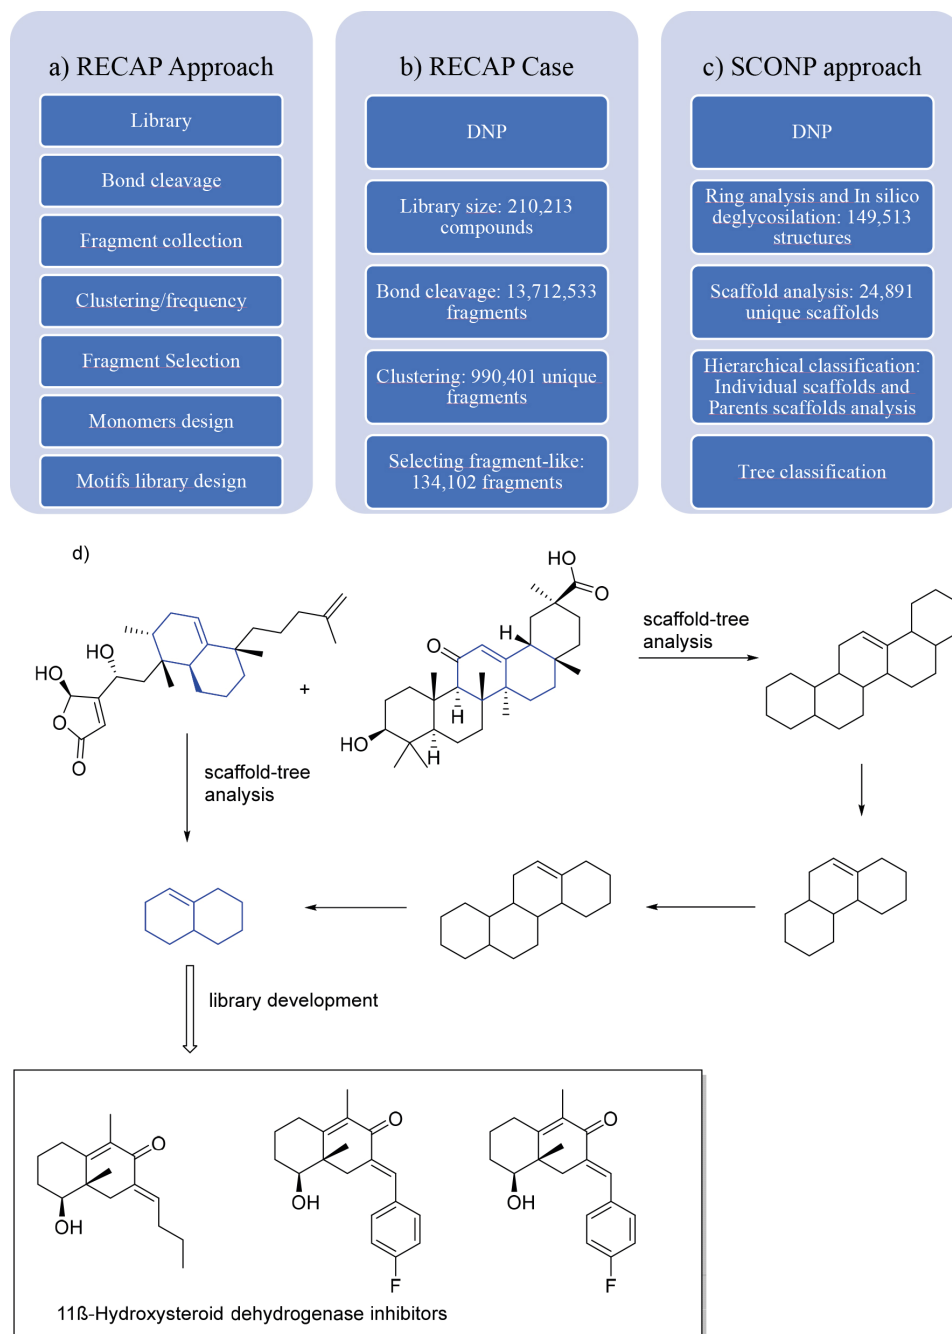 a) RECAP Approach
Library
Bond cleavage
Fragment collection
Clustering/frequency
Fragment Selection
Monomers design
Motifs library design
b) RECAP Case
DNP
Library size: 210,213
compounds
Bond cleavage: 13,712,533
fragments
Clustering: 990,401 unique
fragments
Selecting fragment-like:
134,102 fragments
c) SCONP approach
DNP
Ring analysis and In silico
deglycosilation: 149,513
structures
Scaffold analysis: 24,891
unique scaffolds
Hierarchical classification:
Individual scaffolds and
Parents scaffolds analysis
Tree classification
d)
HO
HO
O
O
+
HO
O
O
H
H
H
HO
scaffold-tree
analysis
scaffold-tree
analysis
library development
O
OH
O
OH
F
O
OH
F
11ß-Hydroxysteroid dehydrogenase inhibitors